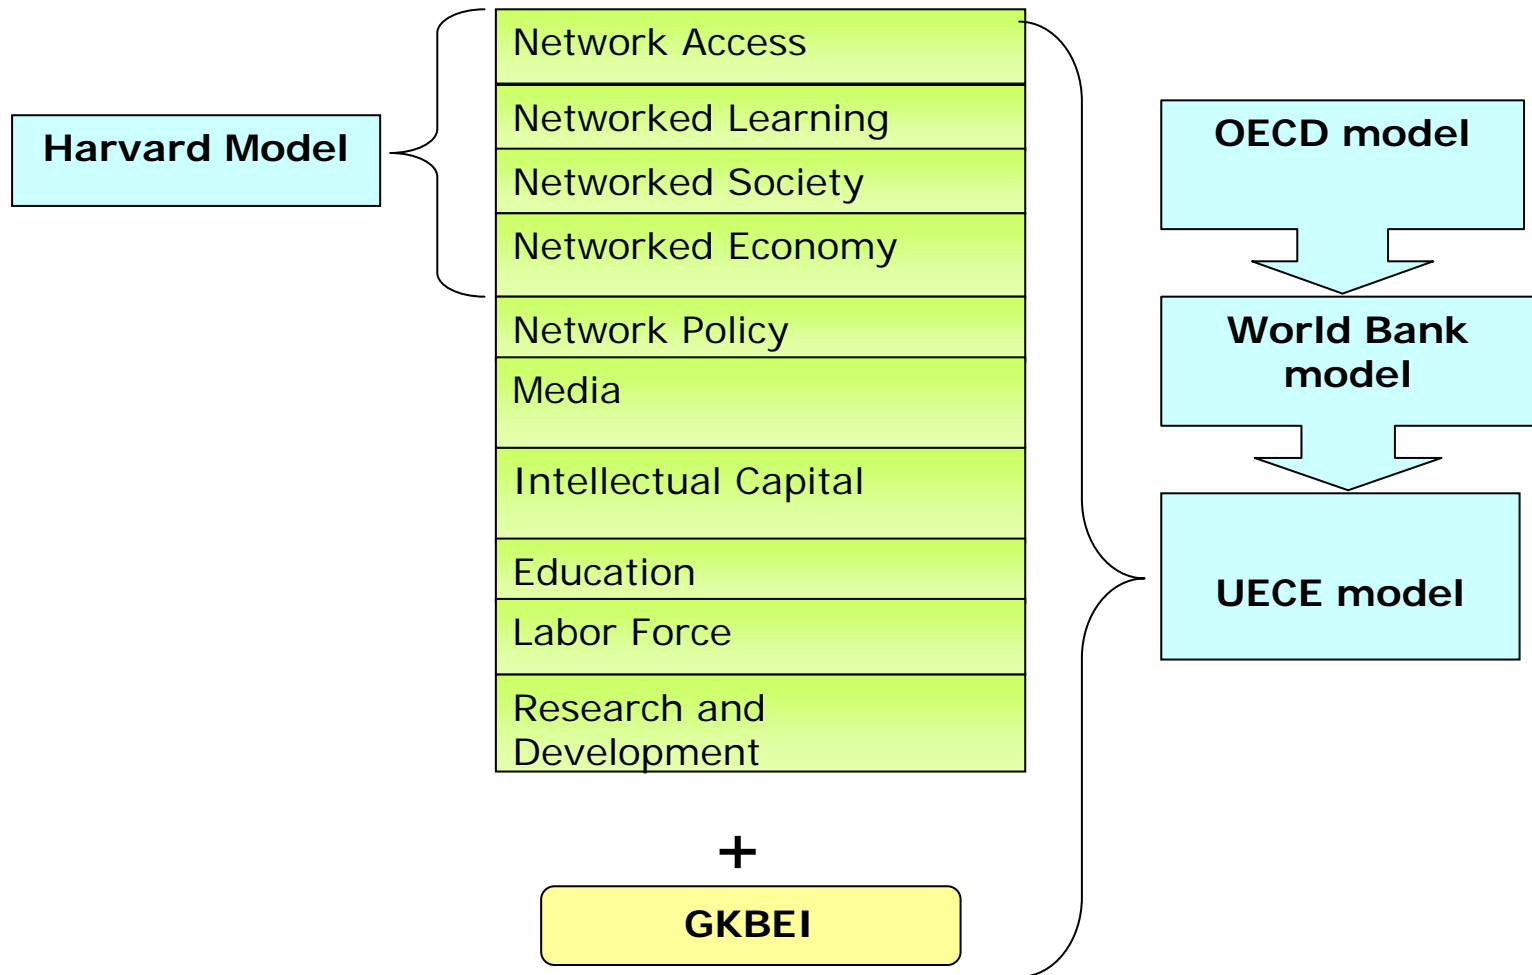 Harvard Model
Network Access
Networked Learning
Networked Society
Networked Economy
Network Policy
Media
Intellectual Capital
Education
Labor Force
Research and
Development
+
GKBEI
OECD model
World Bank
model
UECE model